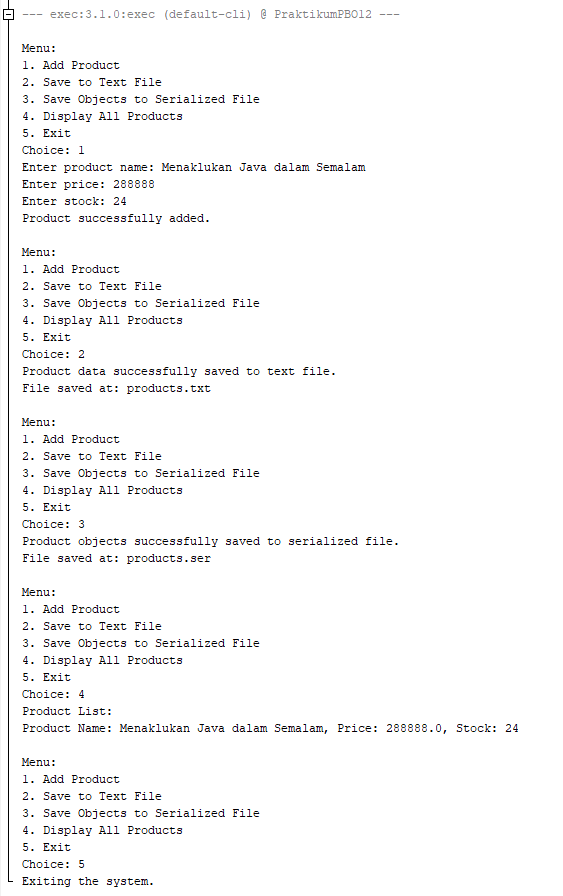 --- exec:3.1.0:exec (default-cli) @ PraktikumPBO12 ---
Menu:
1. Add Product
2. Save to Text File
3. Save Objects to Serialized File
4. Display All Products
5. Exit
Choice: 1
Enter product name: Menaklukan Java dalam Semalam
Enter price: 288888
Enter stock: 24
Product successfully added.
Menu:
1. Add Product
2. Save to Text File
3. Save Objects to Serialized File
4. Display All Products
5. Exit
Choice: 2
Product data successfully saved to text file.
File saved at: products.txt
Menu:
1. Add Product
2. Save to Text File
3. Save Objects to Serialized File
4. Display All Products
5. Exit
Choice: 3
Product objects successfully saved to serialized file.
File saved at: products.ser
Menu:
1. Add Product
2. Save to Text File
3. Save Objects to Serialized File
4. Display All Products
5. Exit
Choice: 4
Product List:
Product Name: Menaklukan Java dalam Semalam, Price: 288888.0, Stock: 24
Menu:
1. Add Product
2. Save to Text File
3. Save Objects to Serialized File
4. Display All Products
5. Exit
Choice: 5
Exiting the system.